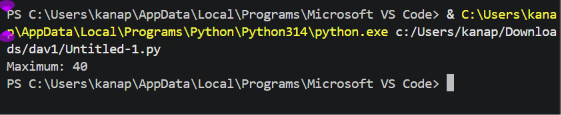 PS C:\Users\kanap\AppData\Local\Programs\Microsoft VS Code> & C:\Users\kana
p\AppData\Local\Programs\Python\Python314\python.exe c:/Users/kanap/Downloa
ds/dav1/Untitled-1.py
Maximum: 40
PS C:\Users\kanap\AppData\Local\Programs\Microsoft VS Code>